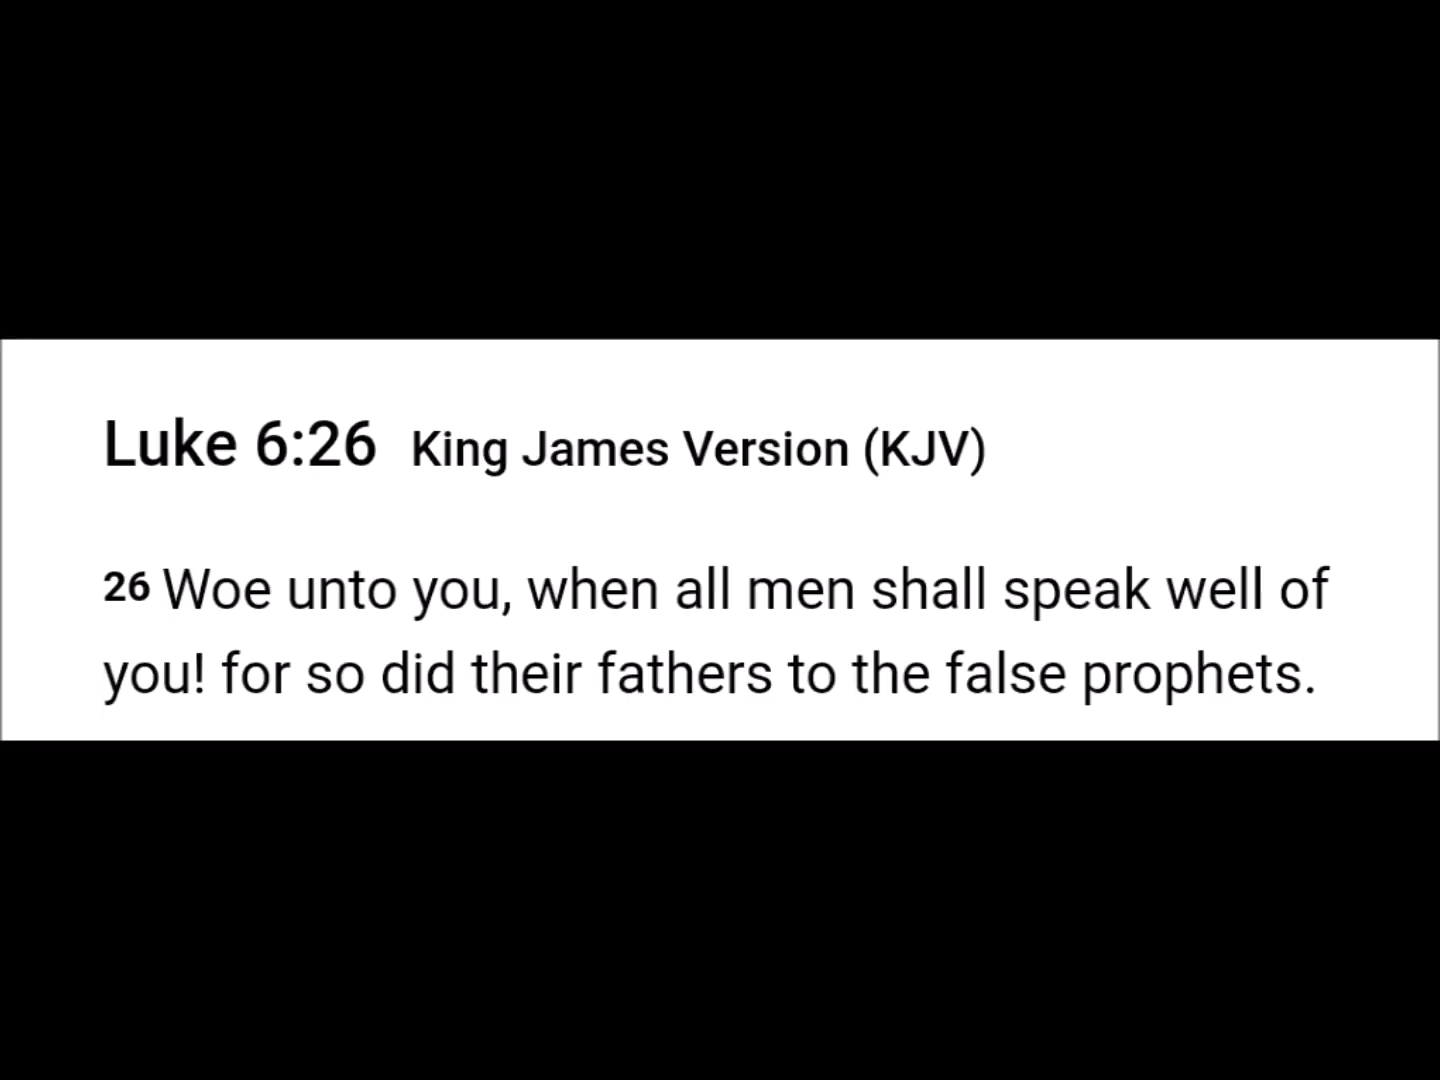 Luke 6:26 King James Version (KJV)
26 Woe unto you, when all men shall speak well of
you! for so did their fathers to the false prophets.